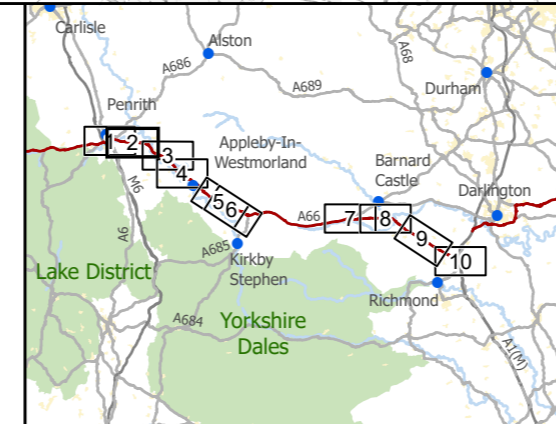 Carlisle
Alston
A686
A68
A689
Durham
Penrith
1
2
3
4
5
6
Appleby-In-
Westmorland
Barnard
Castle
Darlington
M6
A6
A66
7
8
9
10
A685
Kirkby
Stephen
Lake District
Richmond
A684
Yorkshire
Dales
A1(M)